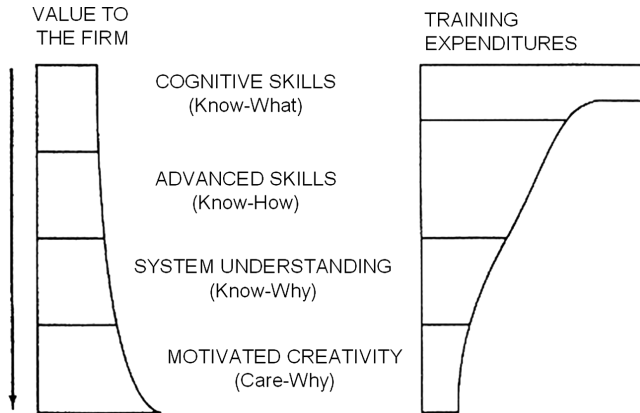 VALUE TO
THE FIRM
TRAINING
EXPENDITURES
COGNITIVE SKILLS
(Know-What)
ADVANCED SKILLS
(Know-How)
SYSTEM UNDERSTANDING
(Know-Why)
MOTIVATED CREATIVITY
(Care-Why)